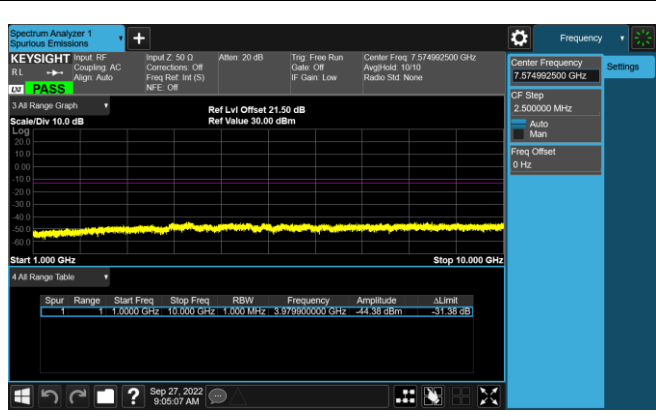 Spectrum Analyzer 1
Spurious Emissions
Frequency
KEYSIGHT
Input: RF
Input Z: 50 Ω
Atten: 20 dB
Trig: Free Run
Center Freq: 7.574992500 GHz
R L
Coupling: AC
Corrections: Off
Gate: Off
Avg|Hold: 10/10
Align: Auto
Freq Ref: Int (S)
IF Gain: Low
Radio Std: None
NFE: Off
LXI
PASS
Center Frequency
7.574992500 GHz
Settings
CF Step
2.500000 MHz
Auto
Man
Freq Offset
0 Hz
3 All Range Graph
Ref Lvl Offset 21.50 dB
Scale/Div 10.0 dB
Ref Value 30.00 dBm
Log
20.0
10.0
0.00
-10.0
-20.0
-30.0
-40.0
-50.0
-60.0
Start 1.000 GHz
Stop 10.000 GHz
4 All Range Table
Spur Range Start Freq Stop Freq RBW Frequency Amplitude ΔLimit
1 1 1.0000 GHz 10.000 GHz 1.000 MHz 3.979900000 GHz -44.38 dBm -31.38 dB
Sep 27, 2022
9:05:07 AM